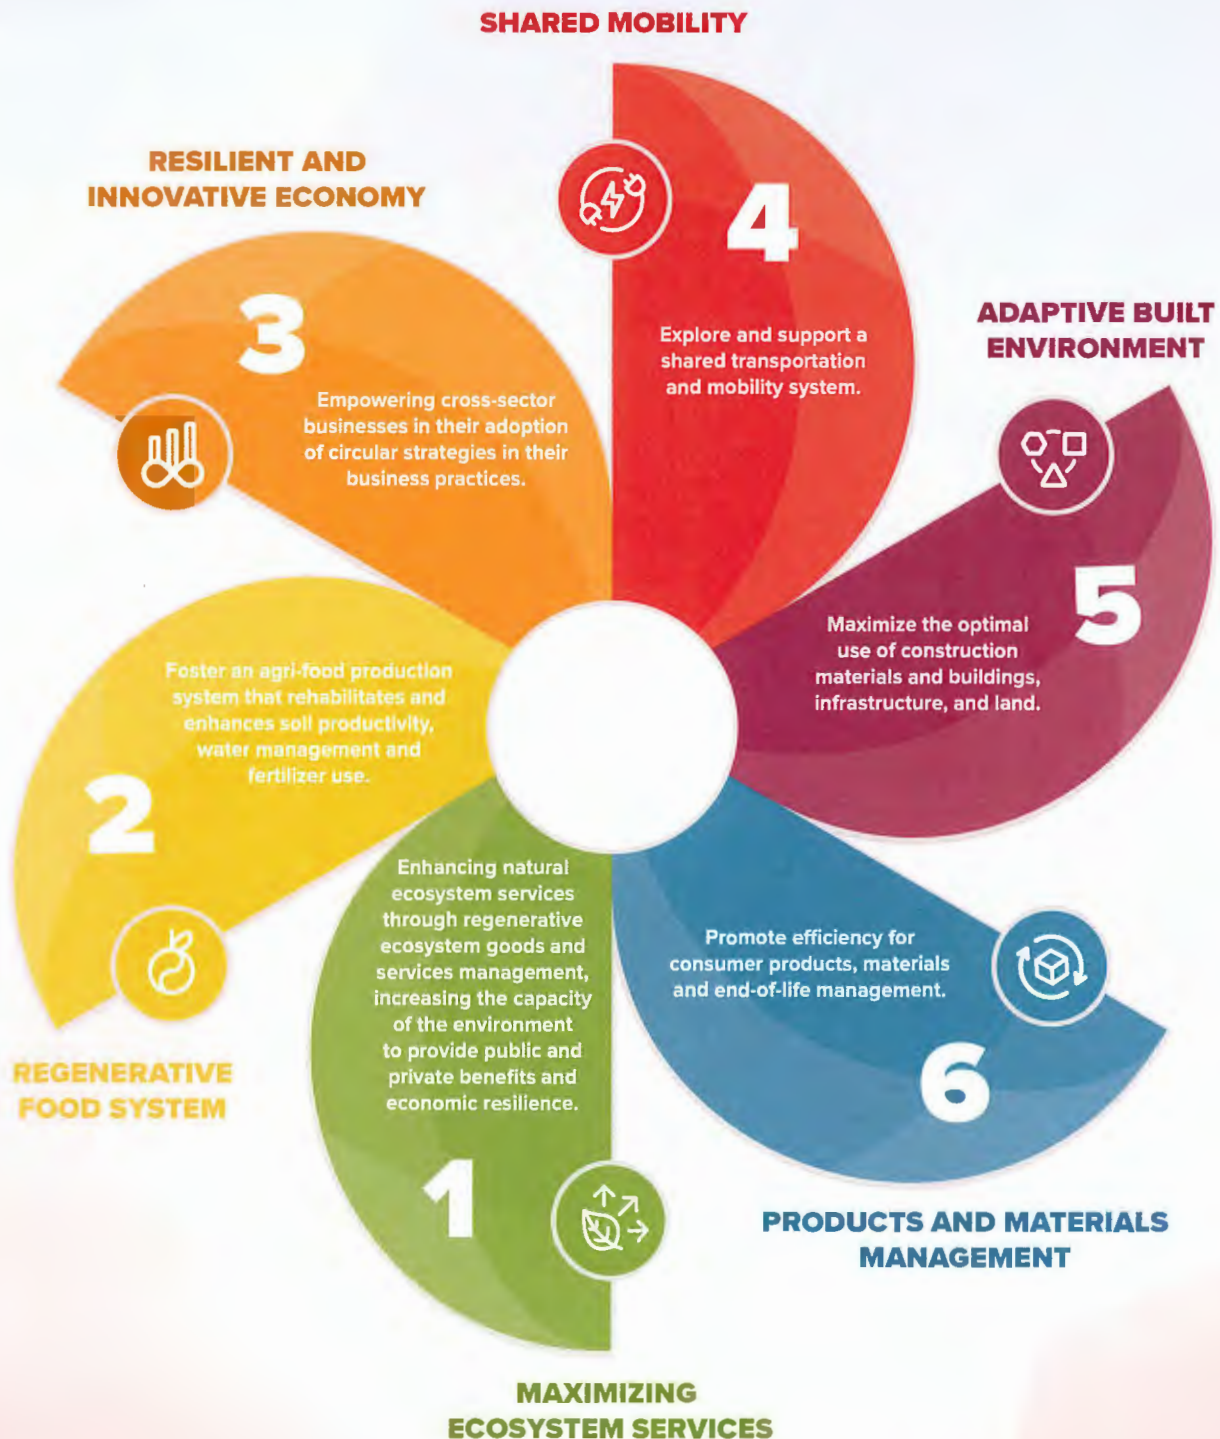 SHARED MOBILITY
4
Explore and support a
shared transportation
and mobility system.
RESILIENT AND
INNOVATIVE ECONOMY
3
Empowering cross-sector
businesses in their adoption
of circular strategies in their
business practices.
ADAPTIVE BUILT
ENVIRONMENT
5
Maximize the optimal
use of construction
materials and buildings,
infrastructure, and land.
Foster an agri-food production
system that rehabilitates and
enhances soil productivity,
water management and
fertilizer use.
2
REGENERATIVE
FOOD SYSTEM
Enhancing natural
ecosystem services
through regenerative
ecosystem goods and
services management,
increasing the capacity
of the environment
to provide public and
private benefits and
economic resilience.
1
MAXIMIZING
ECOSYSTEM SERVICES
Promote efficiency for
consumer products, materials
and end-of-life management.
6
PRODUCTS AND MATERIALS
MANAGEMENT